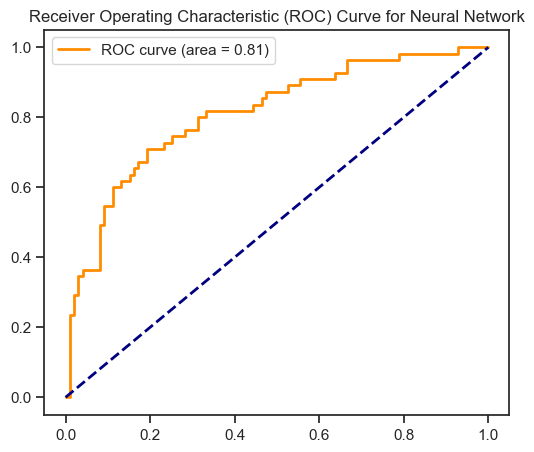 Receiver Operating Characteristic (ROC) Curve for Neural Network
ROC curve (area = 0.81)
1.0
0.8
0.6
0.4
0.2
0.0
0.0 0.2 0.4 0.6 0.8 1.0